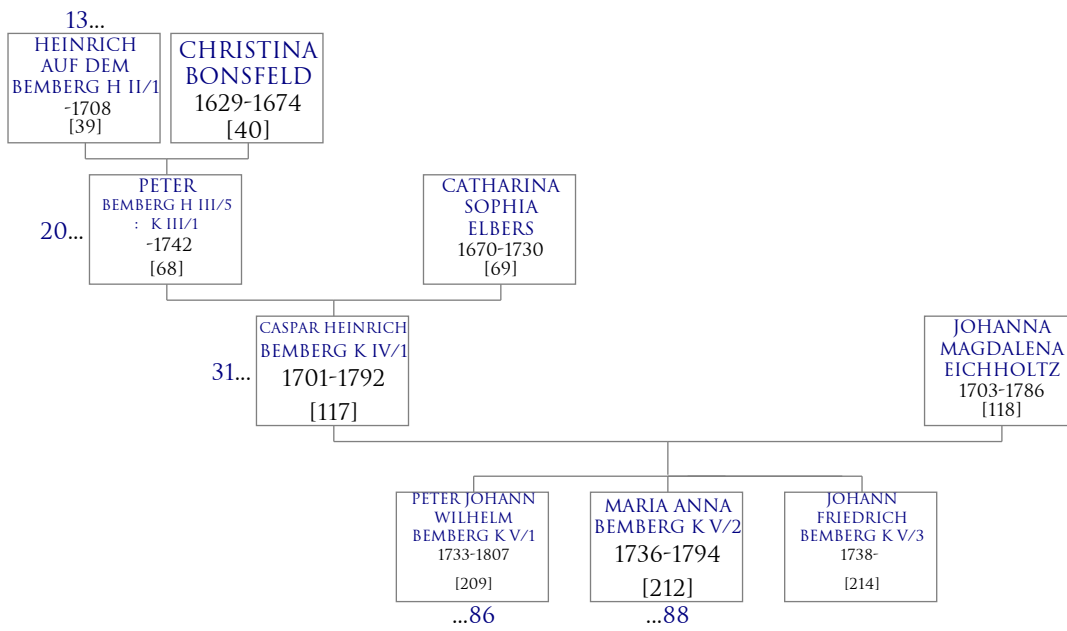 13...
HEINRICH
AUF DEM
BEMBERG H II/1
-1708
[39]
CHRISTINA
BONSFELD
1629-1674
[40]
20...
PETER
BEMBERG H III/5
: K III/1
-1742
[68]
CATHARINA
SOPHIA
ELBERS
1670-1730
[69]
31...
CASPAR HEINRICH
BEMBERG K IV/1
1701-1792
[117]
JOHANNA
MAGDALENA
EICHHOLTZ
1703-1786
[118]
PETER JOHANN
WILHELM
BEMBERG K V/1
1733-1807
[209]
...86
MARIA ANNA
BEMBERG K V/2
1736-1794
[212]
...88
JOHANN
FRIEDRICH
BEMBERG K V/3
1738-
[214]